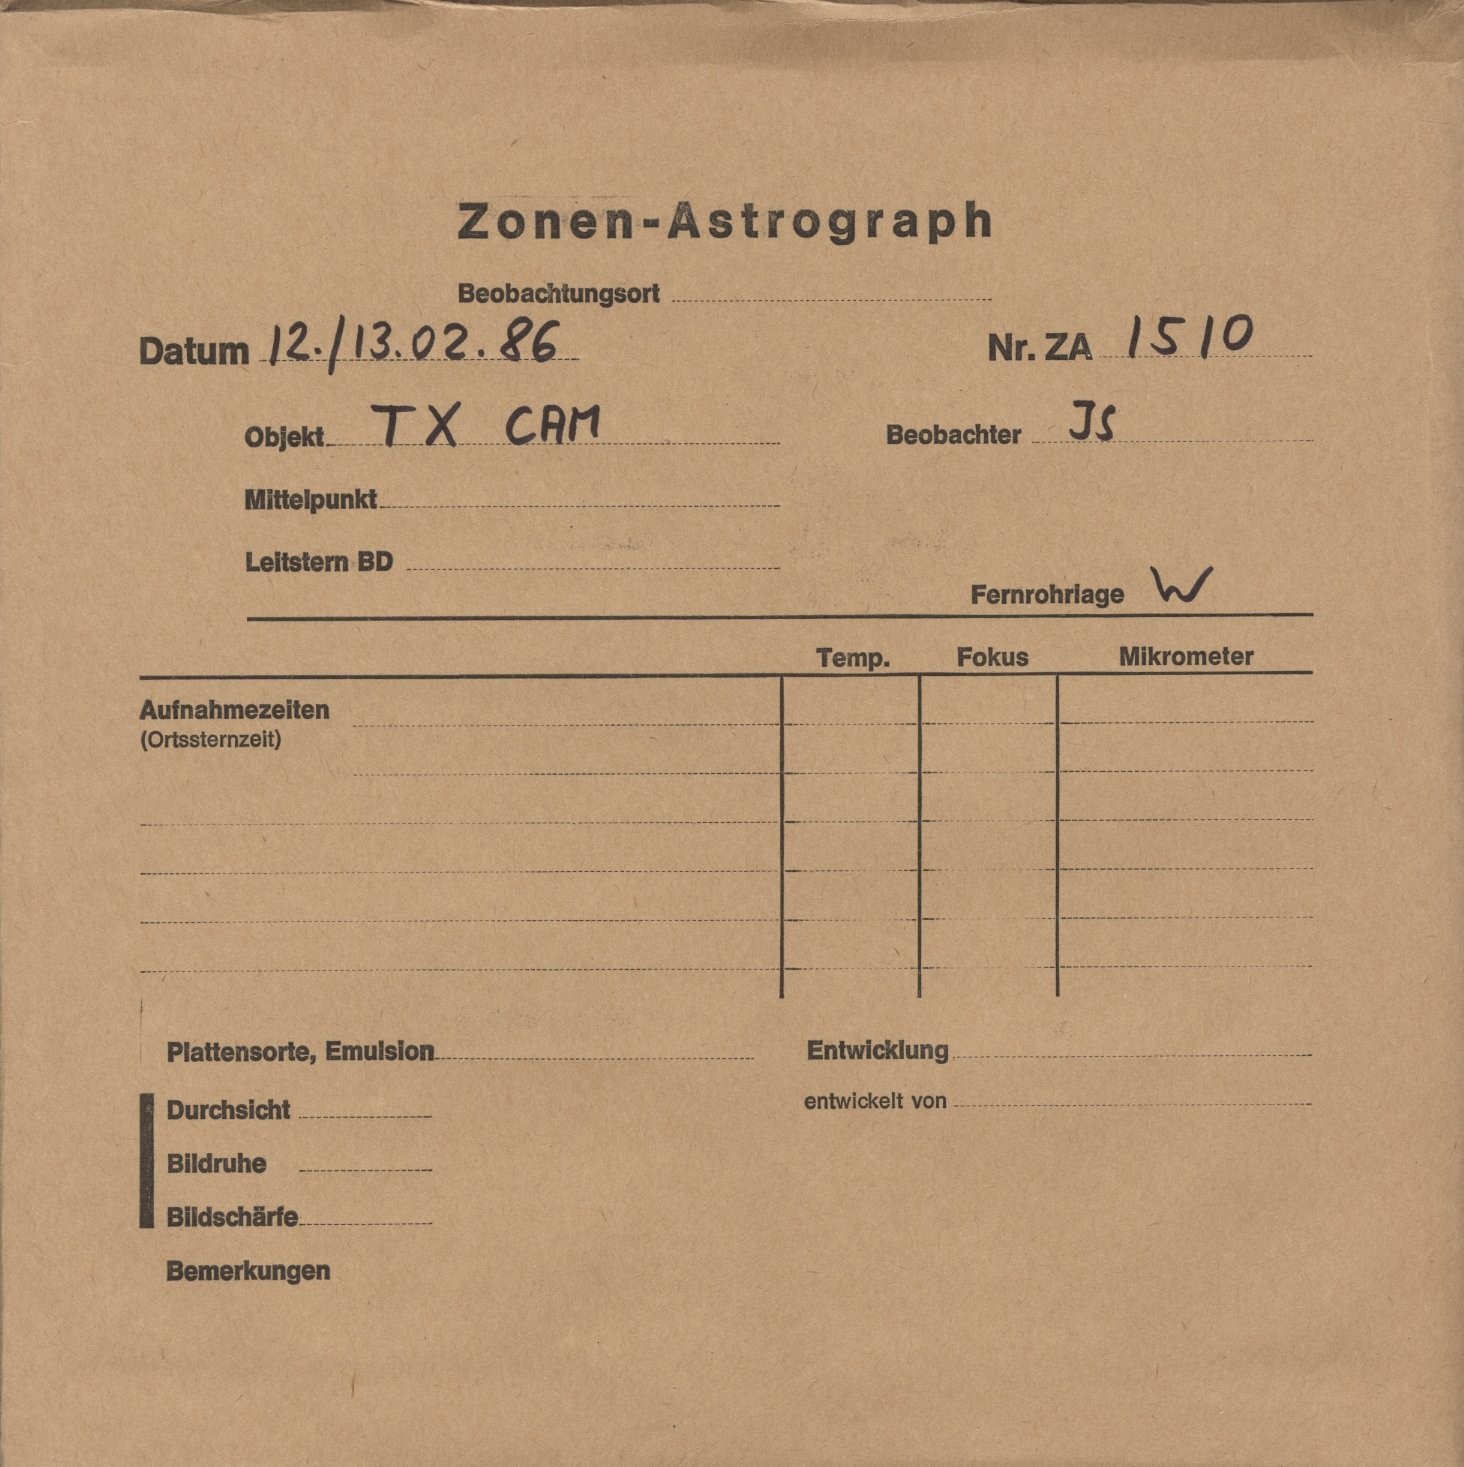 Zonen-Astrograph
Beobachtungsort
Datum 12./13.02.86 Nr. ZA 1510
Objekt TX CAM Beobachter JS
Mittelpunkt
Leitstern BD
Fernrohrlage W
Temp. Fokus Mikrometer
Aufnahmezeiten
(Ortssternzeit)
Plattensorte, Emulsion Entwicklung
Durchsicht entwickelt von
Bildruhe
Bildschärfe
Bemerkungen